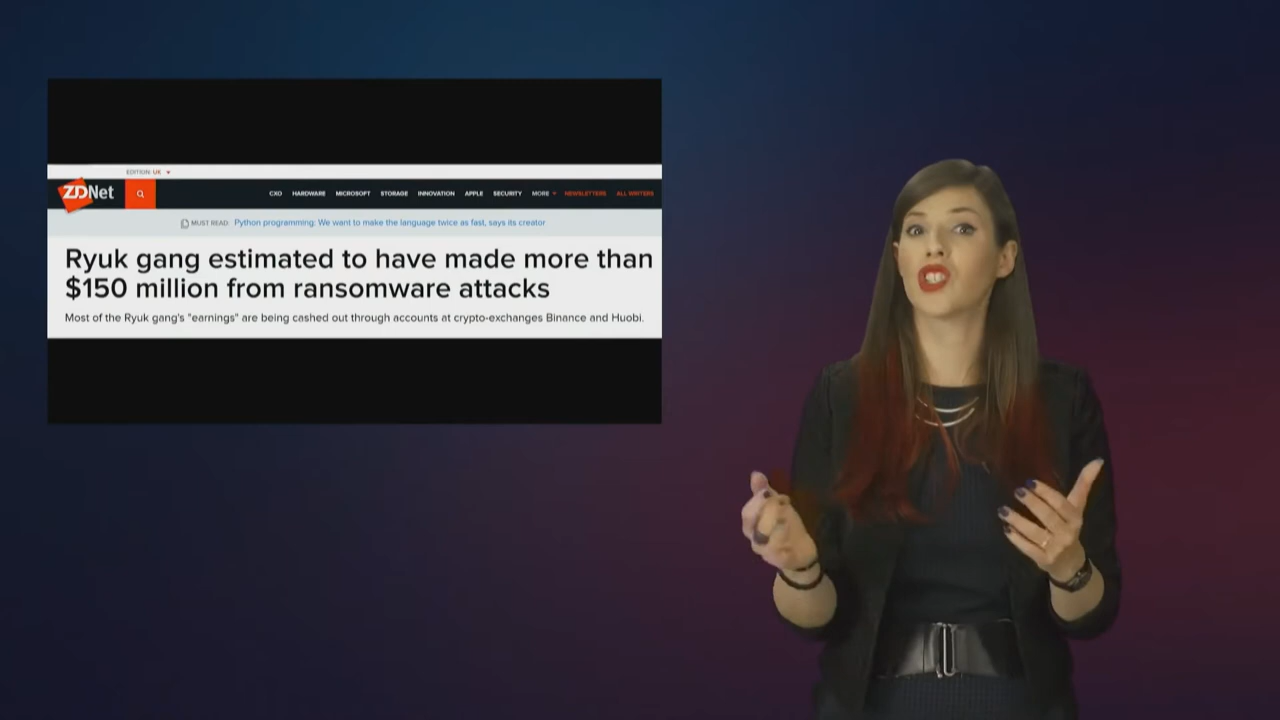 EDITION: UK
ZDNet
CXO HARDWARE MICROSOFT STORAGE INNOVATION APPLE SECURITY MORE NEWSLETTERS ALL WRITERS
MUST READ: Python programming: We want to make the language twice as fast, says its creator
Ryuk gang estimated to have made more than
$150 million from ransomware attacks
Most of the Ryuk gang's "earnings" are being cashed out through accounts at crypto-exchanges Binance and Huobi.